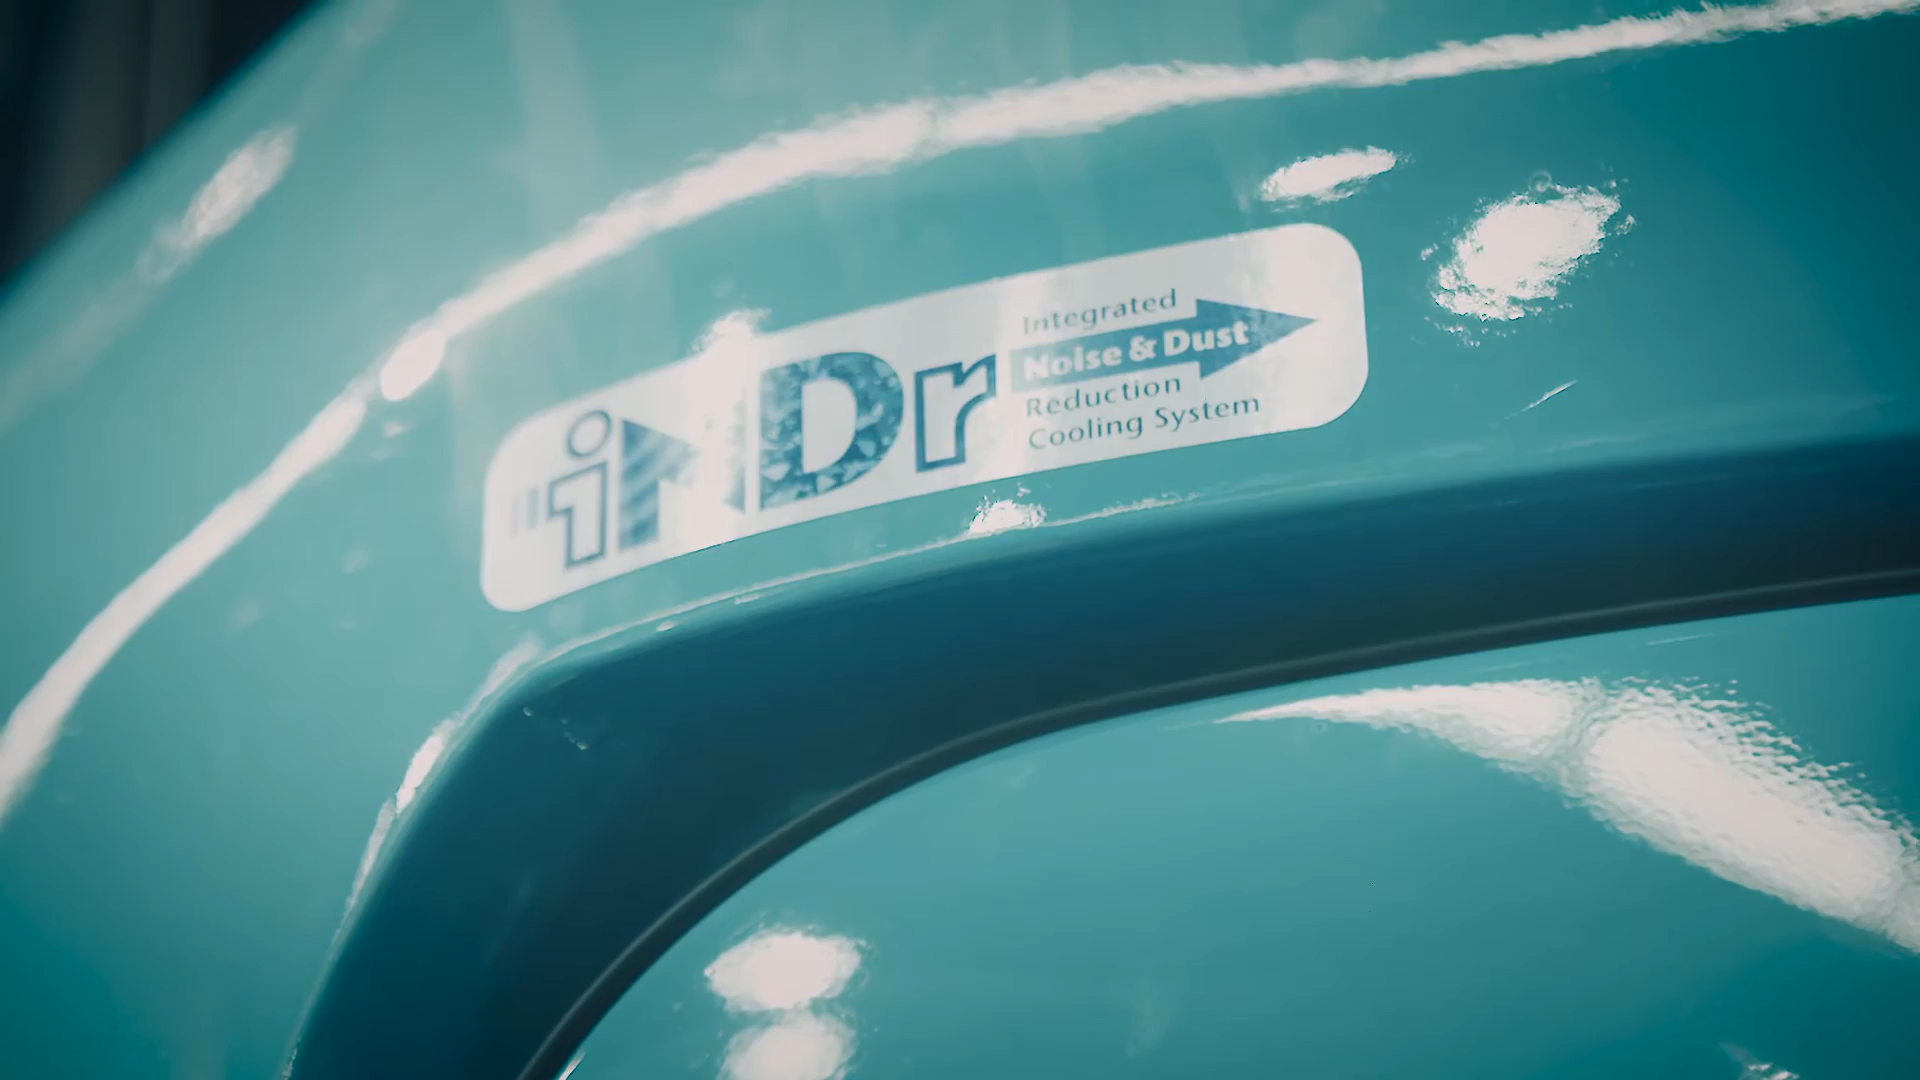 iNDr
Integrated
Noise & Dust
Reduction
Cooling System